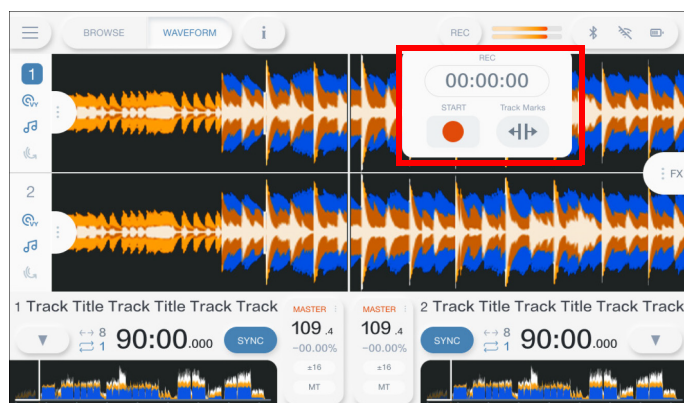 BROWSE WAVEFORM i REC
REC
00:00:00
START Track Marks
1
FX
2
1 Track Title Track Title Track Track
MASTER MASTER
2 Track Title Track Title Track Track
8
1
90:00.000
SYNC
109.4
-00.00%
±16
MT
109.4
-00.00%
±16
MT
SYNC
8
1
90:00.000